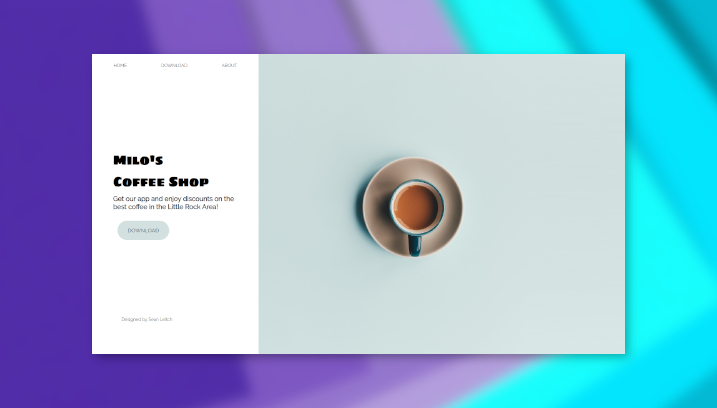 HOME DOWNLOAD ABOUT
Milo's
Coffee Shop
Get our app and enjoy discounts on the
best coffee in the Little Rock Area!
DOWNLOAD
Designed by Sean Leitch